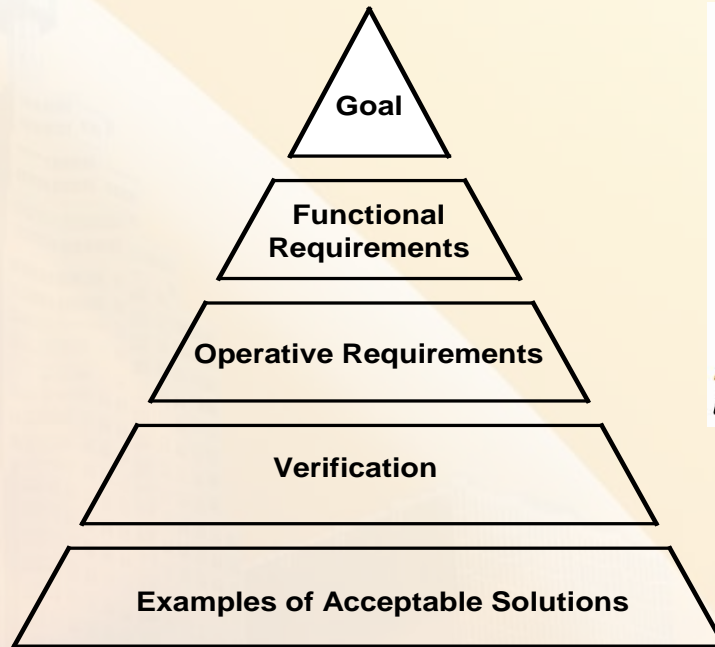 Goal
Functional
Requirements
Operative Requirements
Verification
Examples of Acceptable Solutions